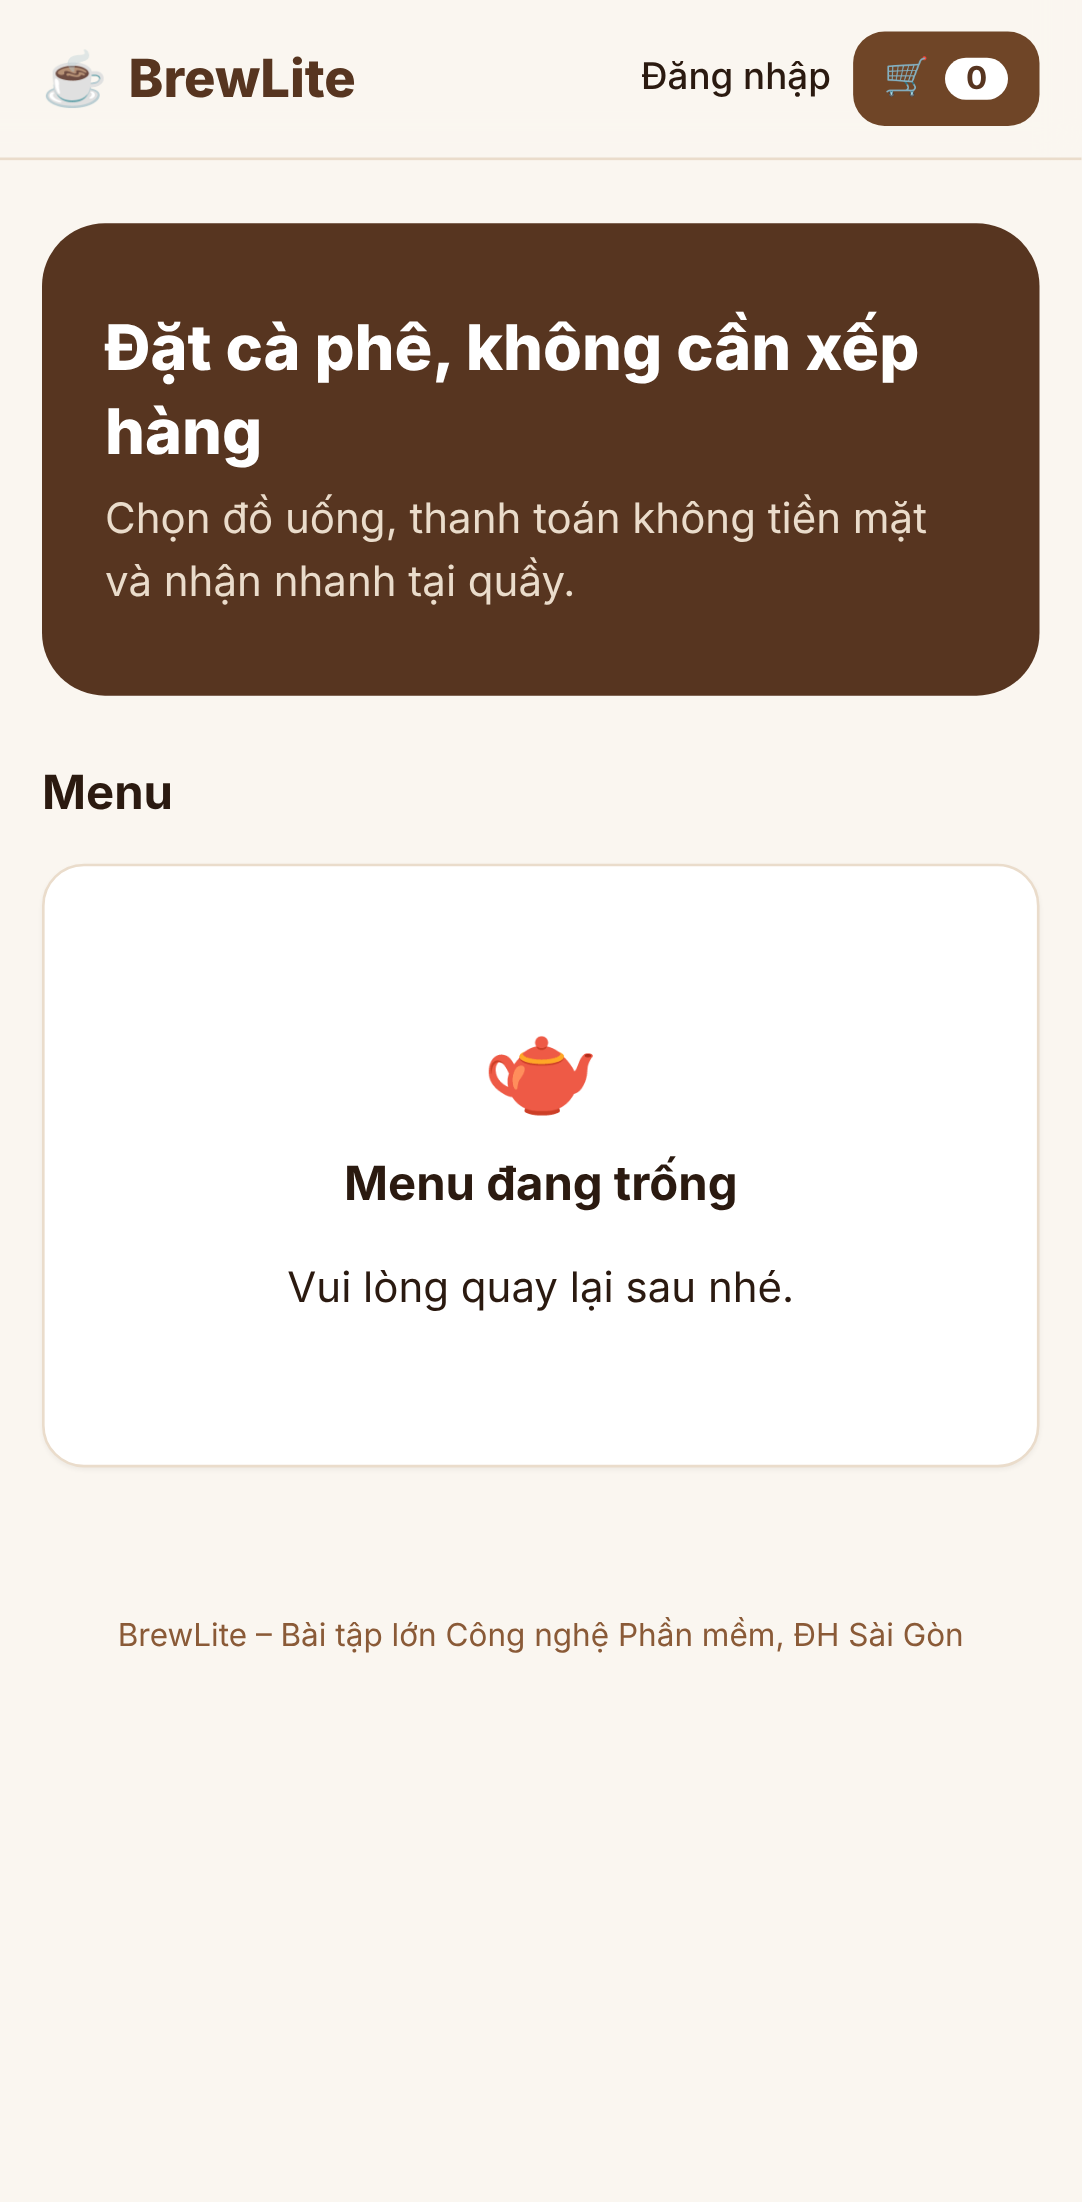 BrewLite
Đăng nhập
0
Đặt cà phê, không cần xếp
hàng
Chọn đồ uống, thanh toán không tiền mặt
và nhận nhanh tại quầy.
Menu
Menu đang trống
Vui lòng quay lại sau nhé.
BrewLite – Bài tập lớn Công nghệ Phần mềm, ĐH Sài Gòn